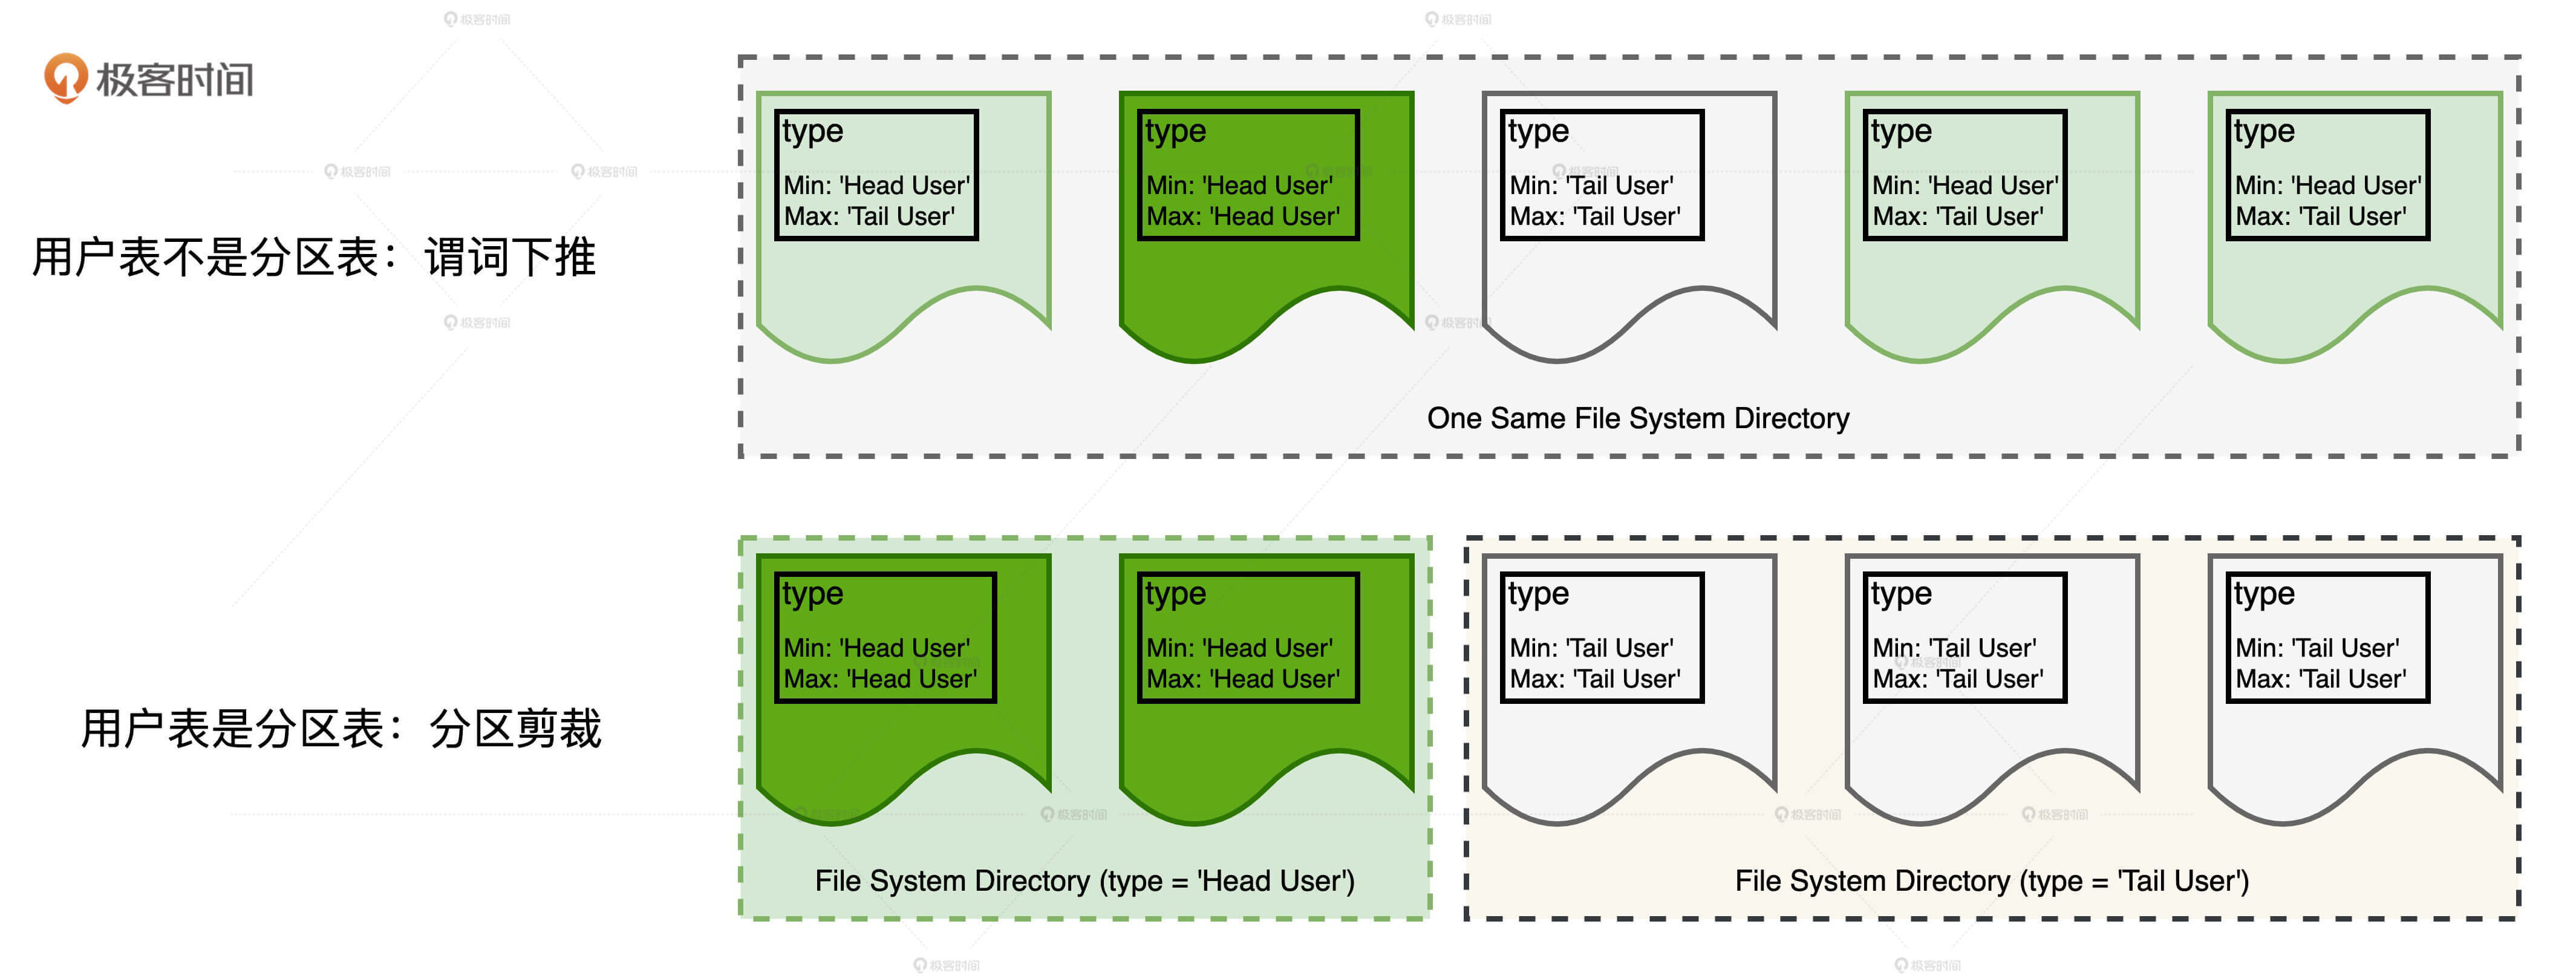 极客时间
用户表不是分区表：谓词下推
type
Min: 'Head User'
Max: 'Tail User'
type
Min: 'Head User'
Max: 'Head User'
type
Min: 'Tail User'
Max: 'Tail User'
type
Min: 'Head User'
Max: 'Tail User'
type
Min: 'Head User'
Max: 'Tail User'
One Same File System Directory
用户表是分区表：分区剪裁
type
Min: 'Head User'
Max: 'Head User'
type
Min: 'Head User'
Max: 'Head User'
type
Min: 'Tail User'
Max: 'Tail User'
type
Min: 'Tail User'
Max: 'Tail User'
type
Min: 'Tail User'
Max: 'Tail User'
File System Directory (type = 'Head User')
File System Directory (type = 'Tail User')